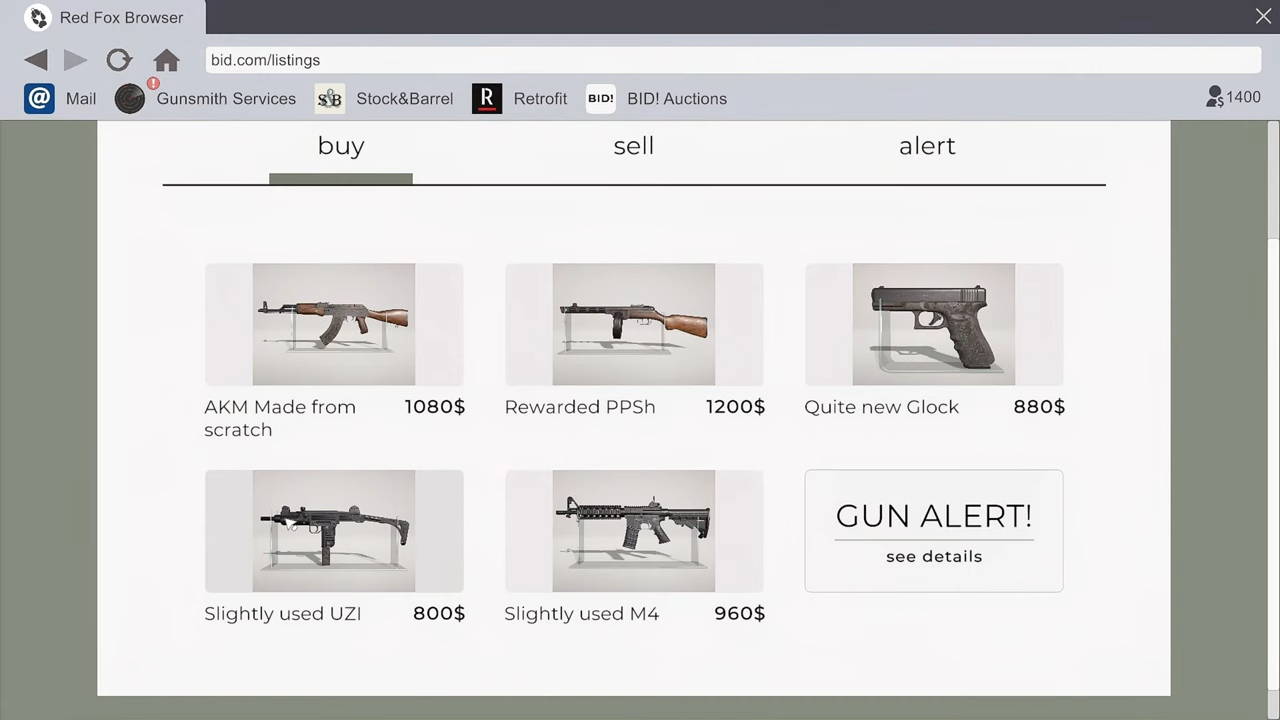 Red Fox Browser
bid.com/listings
@ Mail
! Gunsmith Services
S&B Stock&Barrel
R Retrofit
BID! BID! Auctions
$ 1400
buy sell alert
AKM Made from scratch 1080$
Rewarded PPSh 1200$
Quite new Glock 880$
Slightly used UZI 800$
Slightly used M4 960$
GUN ALERT!
see details